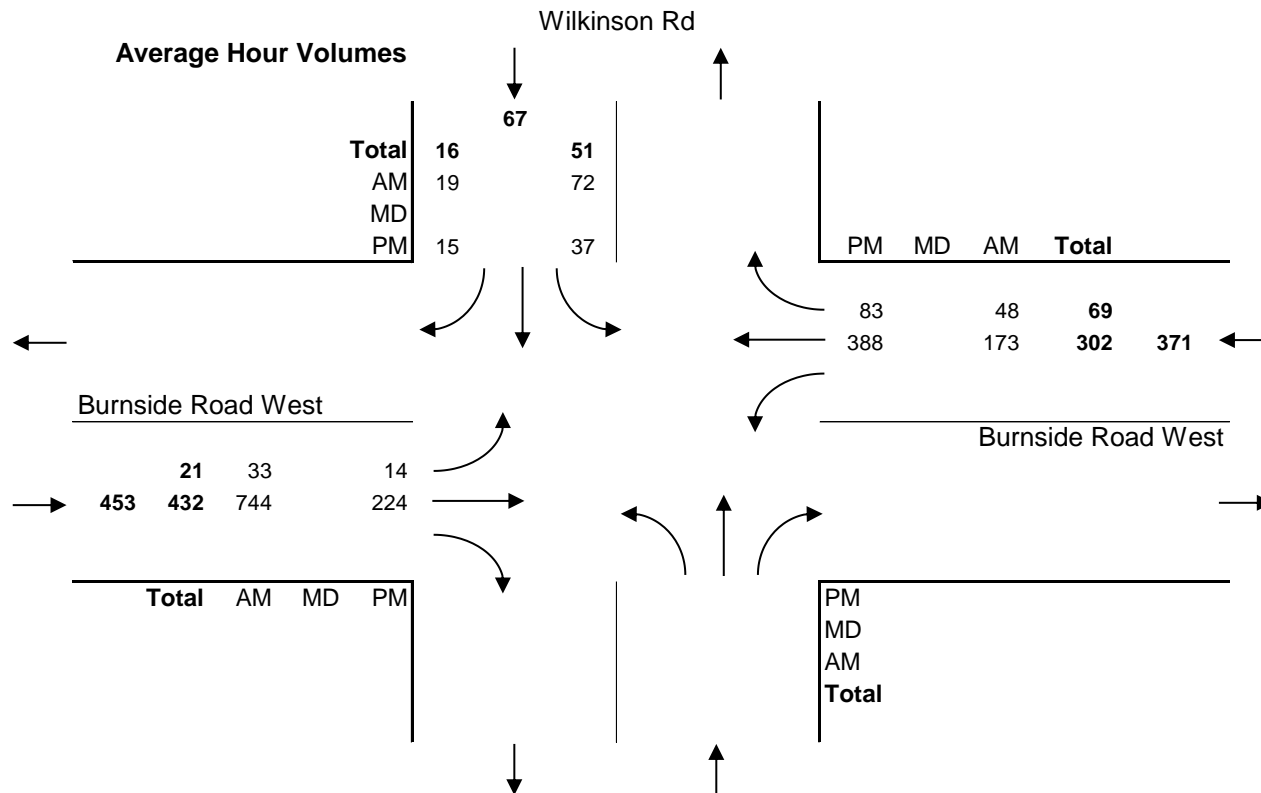 Wilkinson Rd
Average Hour Volumes
67
Total 16 51
AM 19 72
MD
PM 15 37
PM MD AM Total
83 48 69
388 173 302 371
Burnside Road West
Burnside Road West
21 33 14
453 432 744 224
Total AM MD PM
PM
MD
AM
Total